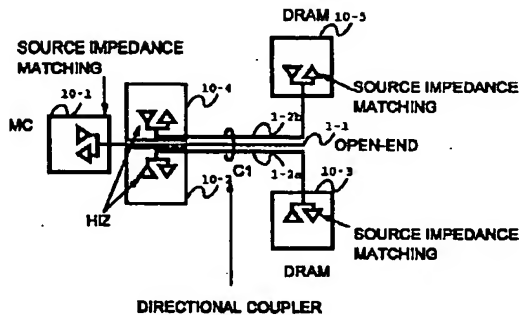 DRAM 10-5
SOURCE IMPEDANCE
MATCHING
10-1
10-4
MC
SOURCE IMPEDANCE
MATCHING
1-2b
1-1
OPEN-END
C1
1-2a
10-2
10-3
HIZ
SOURCE IMPEDANCE
MATCHING
DRAM
DIRECTIONAL COUPLER